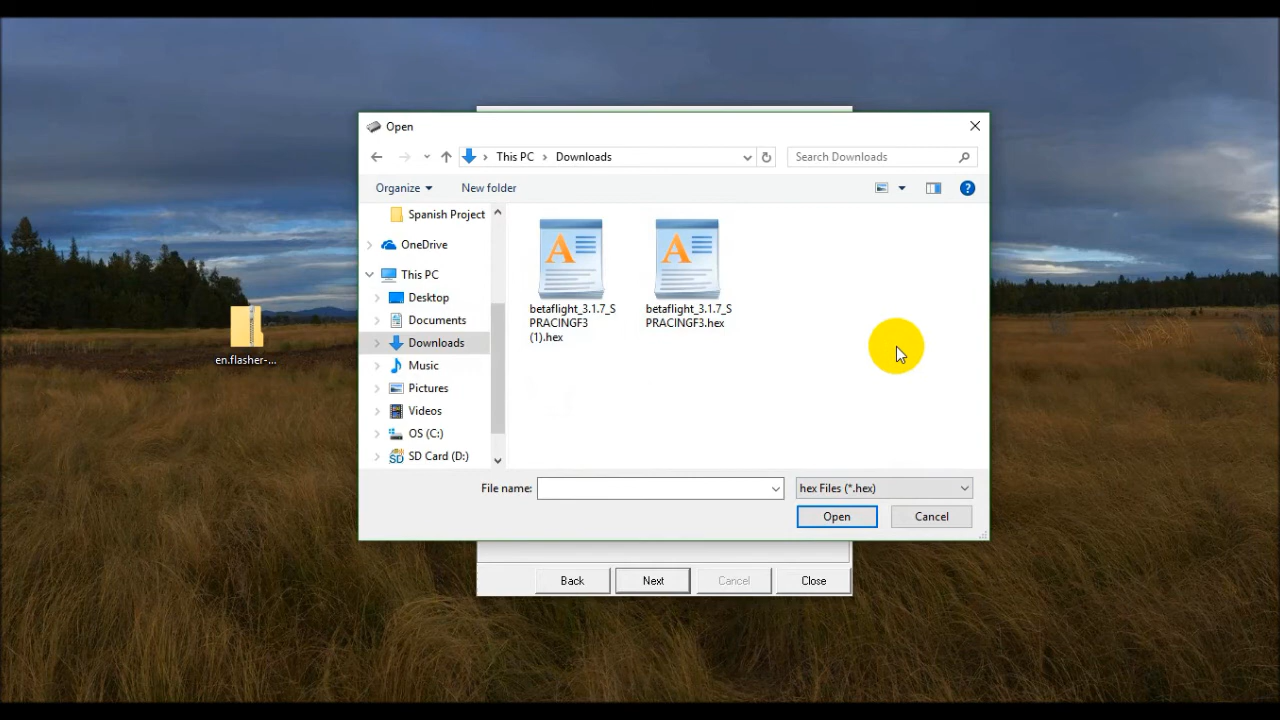 Open
This PC
Downloads
Search Downloads
Organize
New folder
Spanish Project
OneDrive
This PC
Desktop
Documents
Downloads
Music
Pictures
Videos
OS (C:)
SD Card (D:)
betaflight_3.1.7_S
PRACINGF3
(1).hex
betaflight_3.1.7_S
PRACINGF3.hex
en.flasher-...
File name:
hex Files (*.hex)
Open
Cancel
Back
Next
Cancel
Close